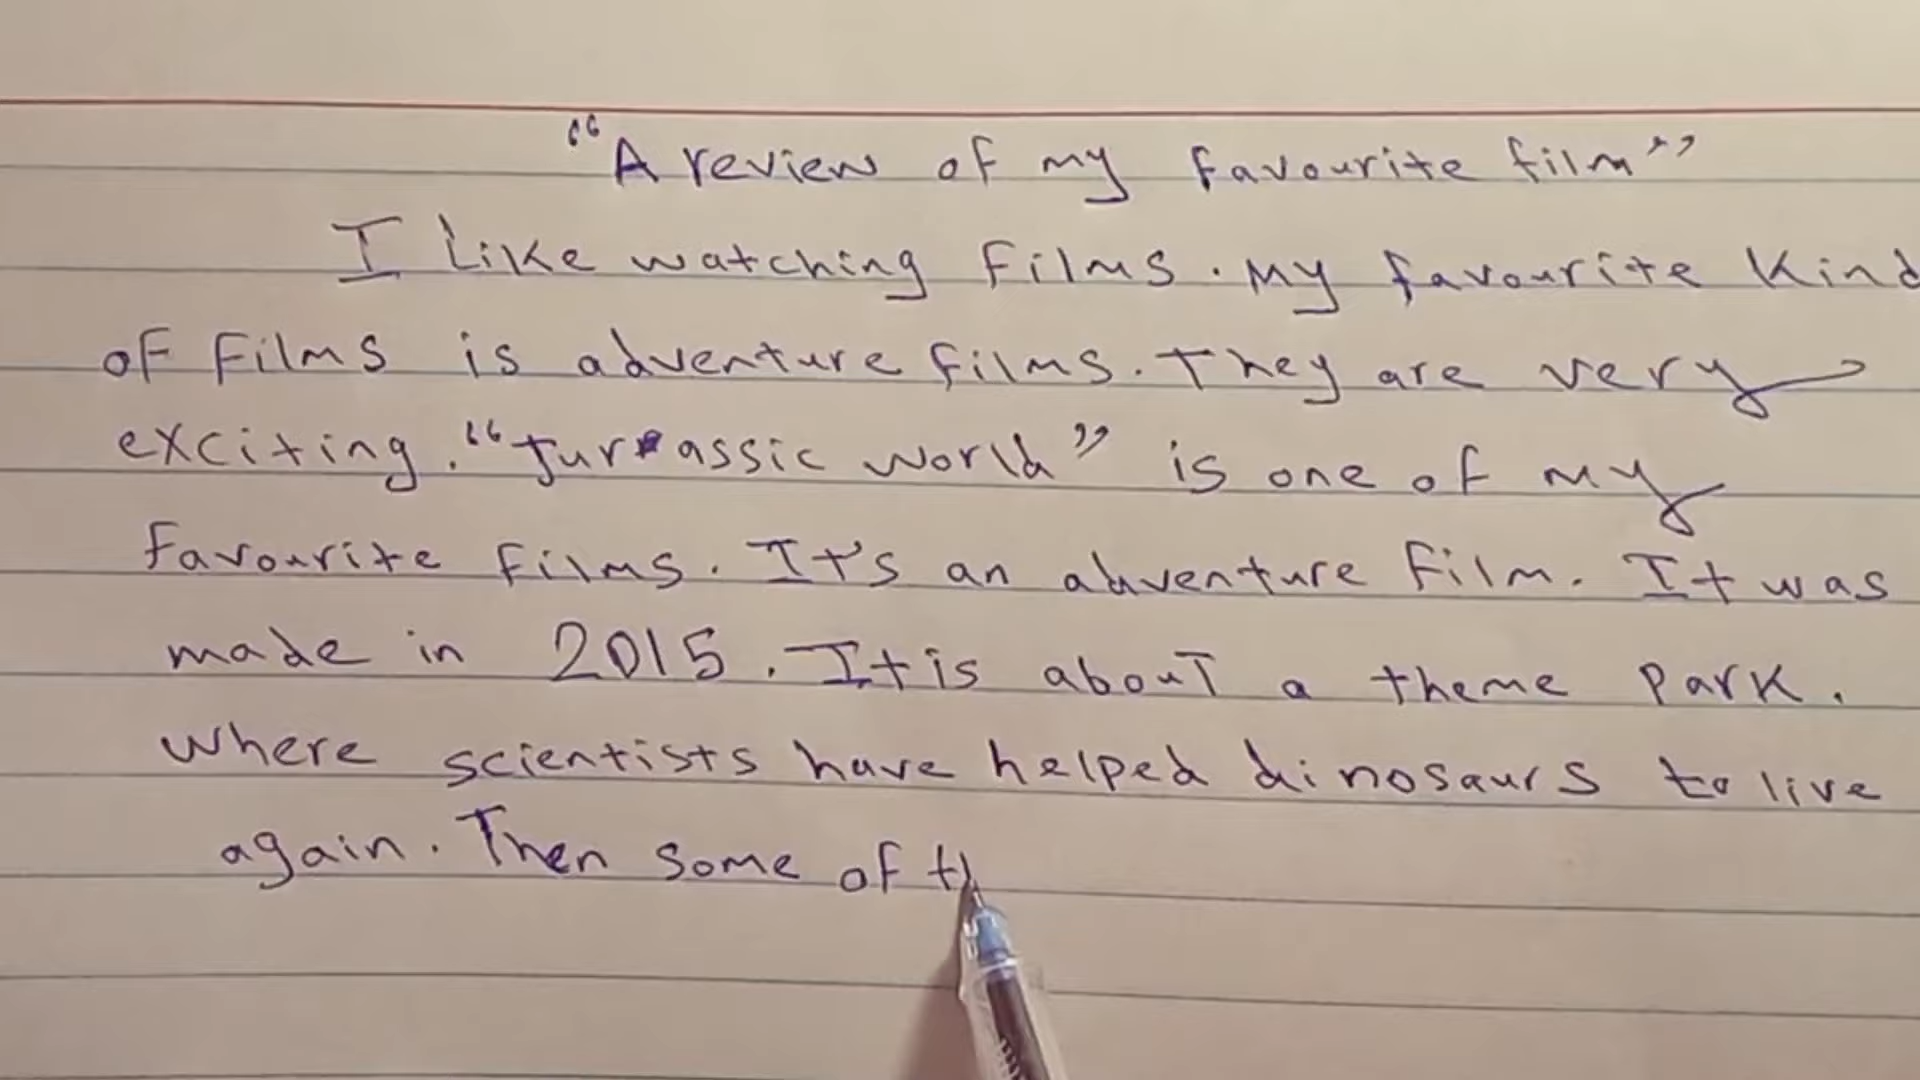 "A review of my favourite film"
I Like watching films. My favourite kind
of films is adventure films. They are very
exciting. "Jurassic world" is one of my
favourite films. It's an adventure film. It was
made in 2015. It is about a theme park.
where scientists have helped dinosaurs to live
again. Then some of th